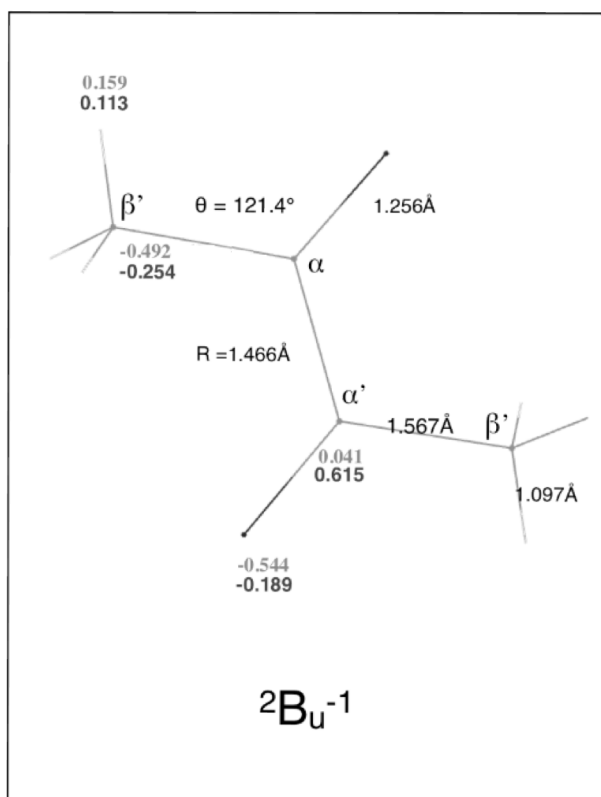 0.159
0.113
β’
θ = 121.4°
1.256Å
-0.492
-0.254
α
R =1.466Å
α’
1.567Å
β’
0.041
0.615
1.097Å
-0.544
-0.189
²Bᵤ⁻¹